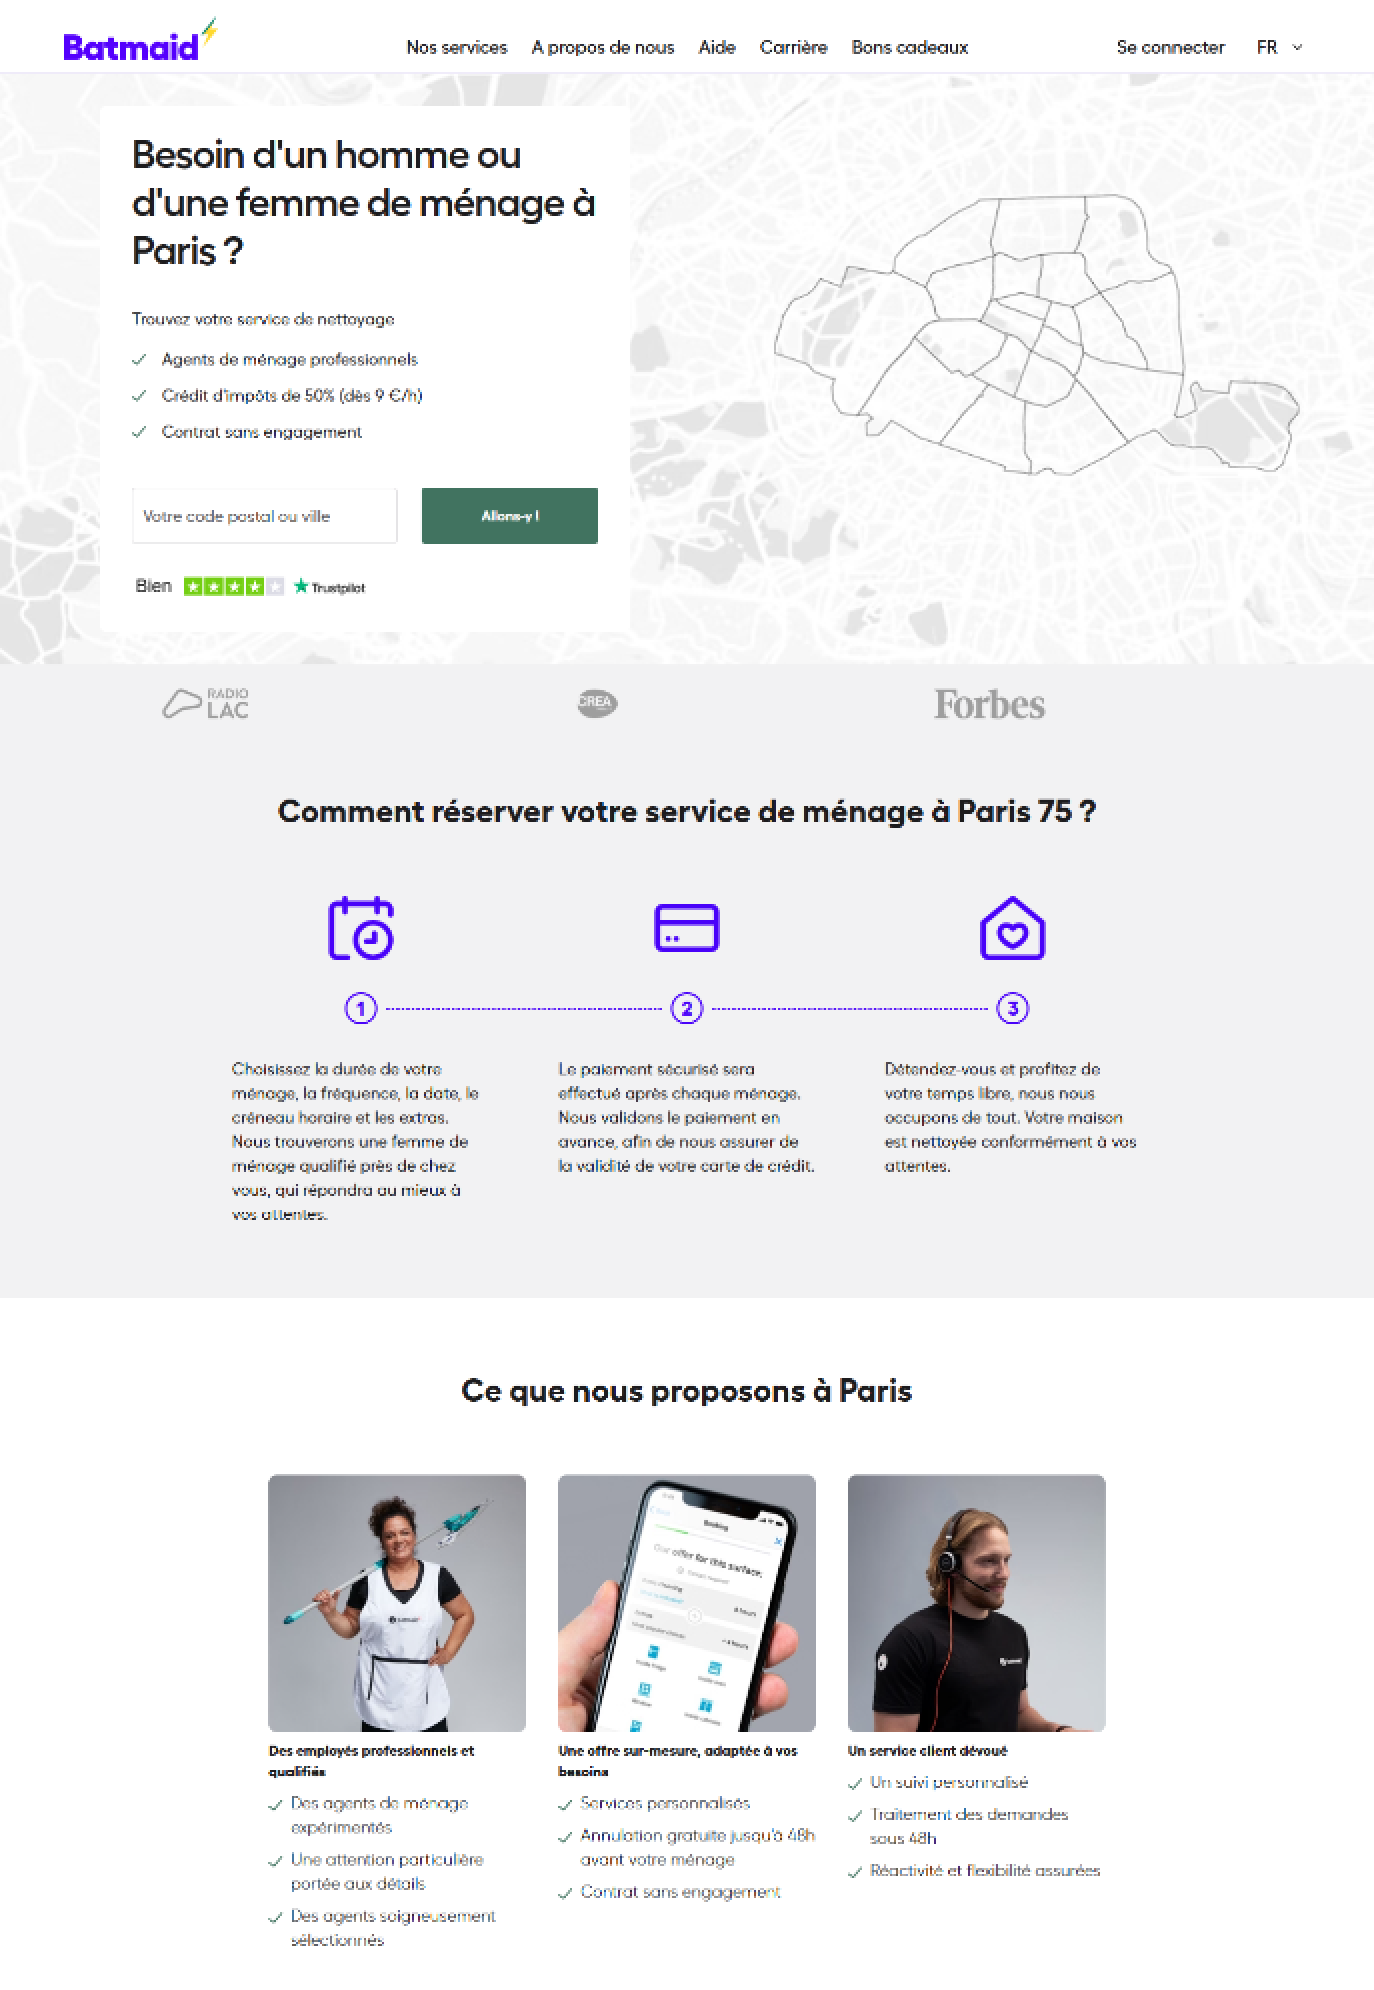 Batmaid
Nos services
A propos de nous
Aide
Carrière
Bons cadeaux
Se connecter
FR
Besoin d'un homme ou
d'une femme de ménage à
Paris ?
Trouvez votre service de nettoyage
Agents de ménage professionnels
Crédit d'impôts de 50% (dès 9 €/h)
Contrat sans engagement
Votre code postal ou ville
Allons-y !
Bien
Trustpilot
RADIO
LAC
CREA
Forbes
Comment réserver votre service de ménage à Paris 75 ?
1
2
3
Choisissez la durée de votre
ménage, la fréquence, la date, le
créneau horaire et les extras.
Nous trouverons une femme de
ménage qualifié près de chez
vous, qui répondra au mieux à
vos attentes.
Le paiement sécurisé sera
effectué après chaque ménage.
Nous validons le paiement en
avance, afin de nous assurer de
la validité de votre carte de crédit.
Détendez-vous et profitez de
votre temps libre, nous nous
occupons de tout. Votre maison
est nettoyée conformément à vos
attentes.
Ce que nous proposons à Paris
Our offer for this surface.
Des employés professionnels et
qualifiés
Des agents de ménage
expérimentés
Une attention particulière
portée aux détails
Des agents soigneusement
sélectionnés
Une offre sur-mesure, adaptée à vos
besoins
Services personnalisés
Annulation gratuite jusqu'à 48h
avant votre ménage
Contrat sans engagement
Un service client dévoué
Un suivi personnalisé
Traitement des demandes
sous 48h
Réactivité et flexibilité assurées